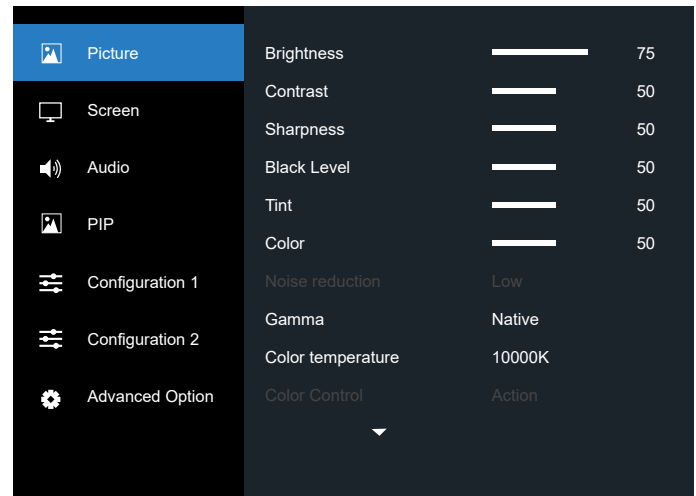 Picture
Screen
Audio
PIP
Configuration 1
Configuration 2
Advanced Option
Brightness 75
Contrast 50
Sharpness 50
Black Level 50
Tint 50
Color 50
Noise reduction Low
Gamma Native
Color temperature 10000K
Color Control Action